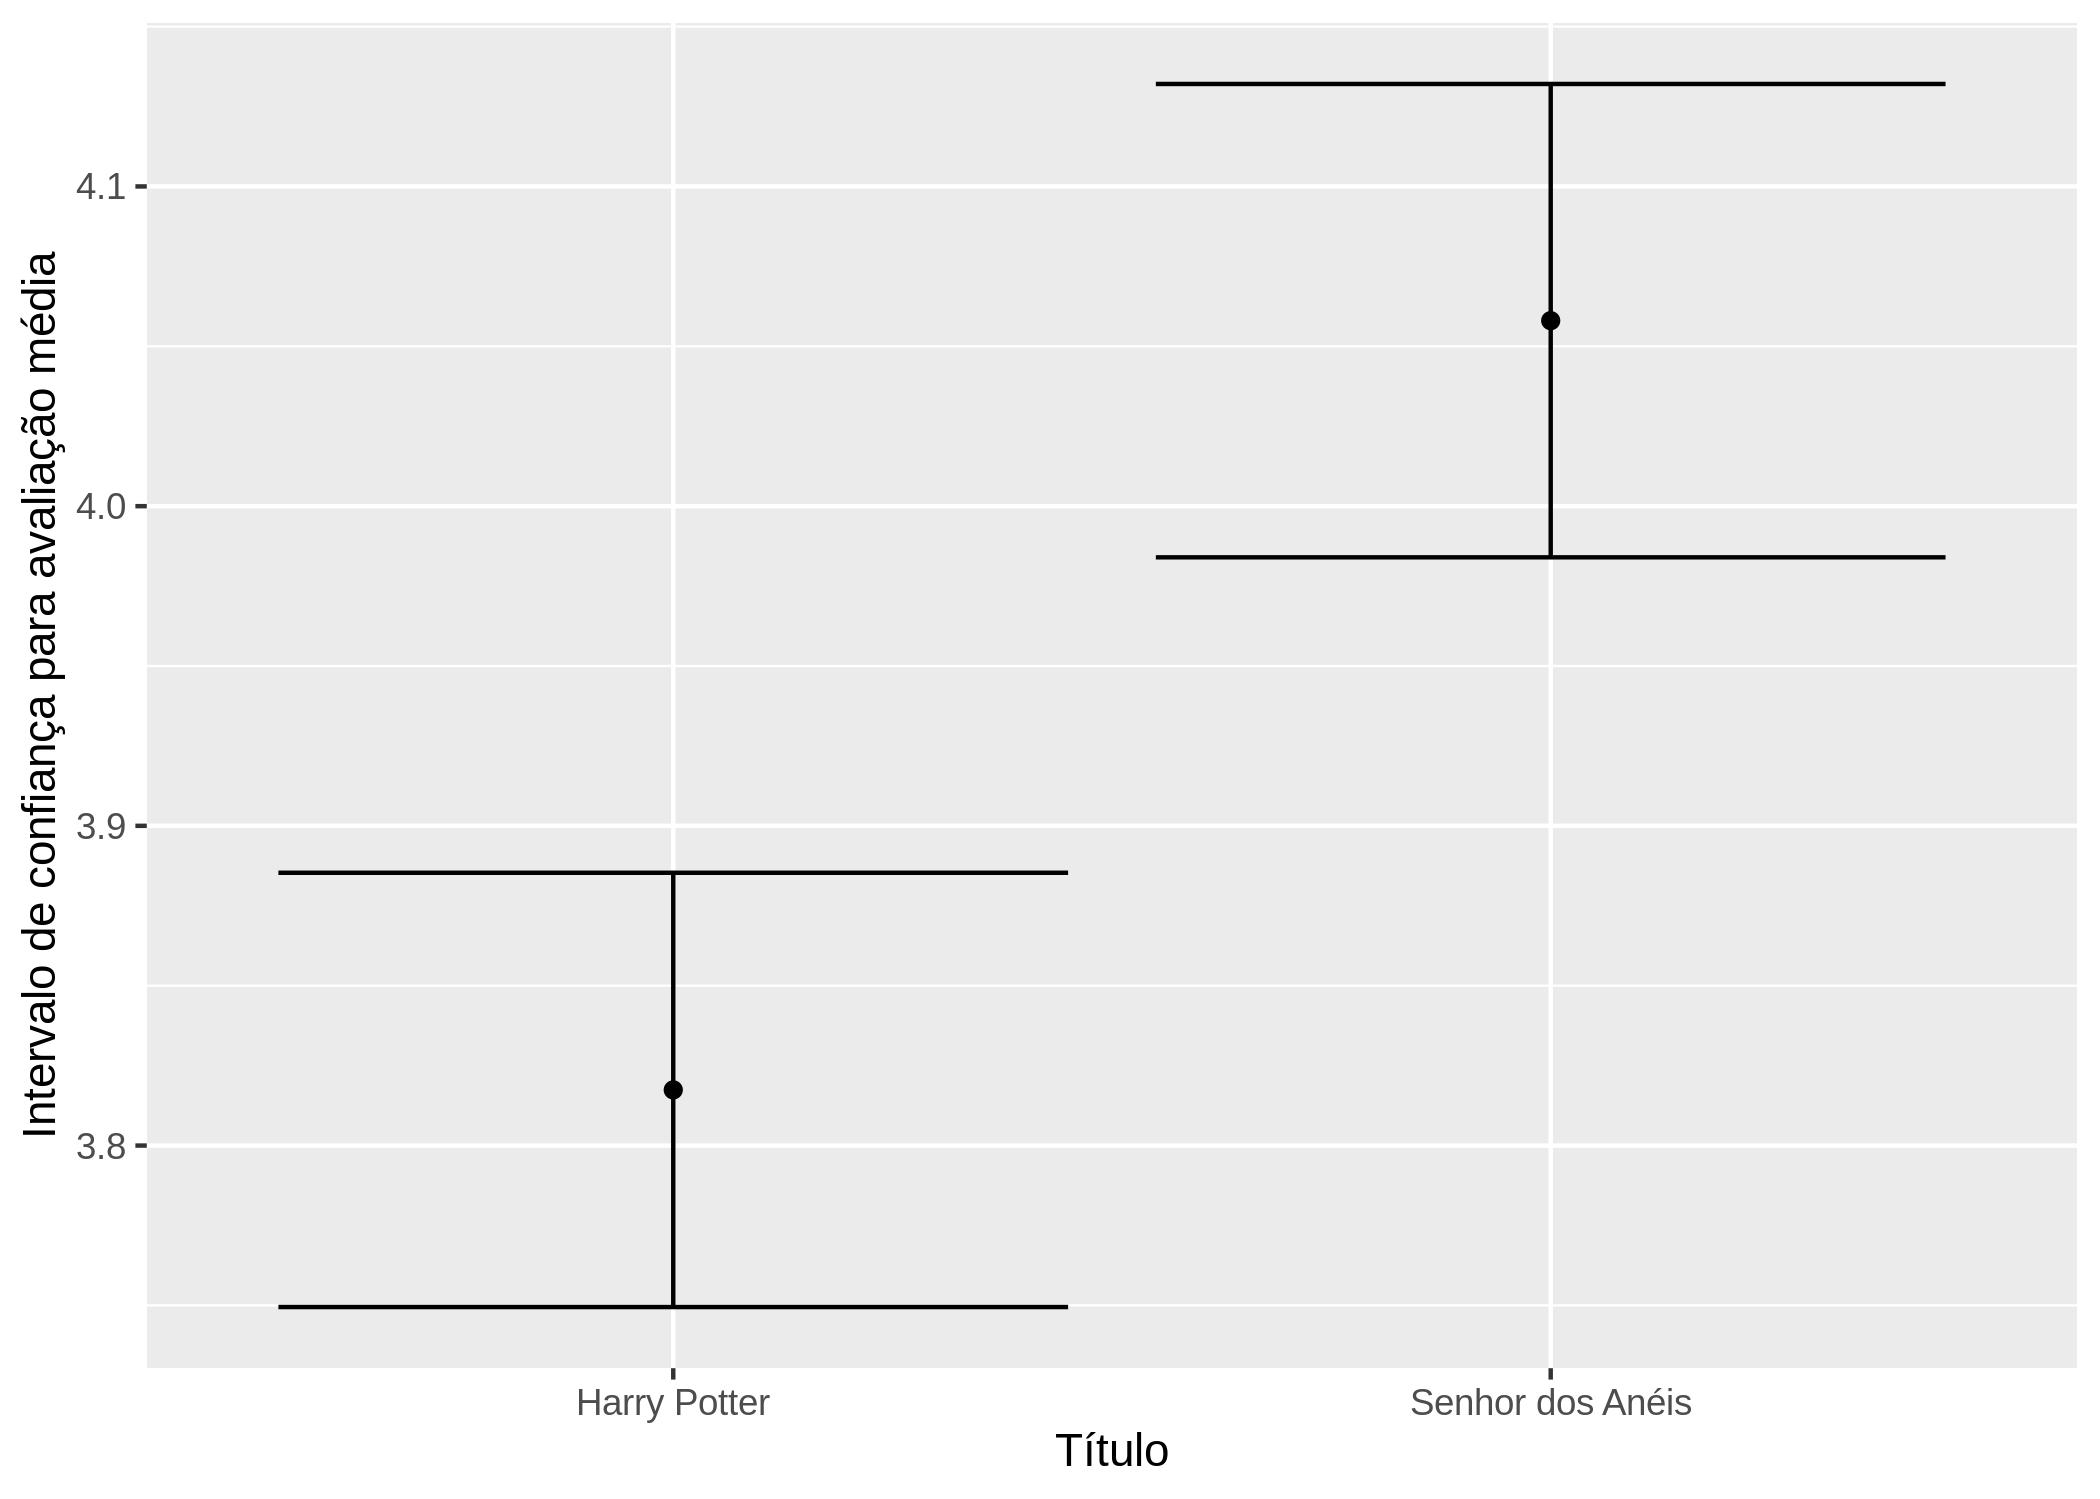 Intervalo de confiança para avaliação média
4.1
4.0
3.9
3.8
Harry Potter
Senhor dos Anéis
Título